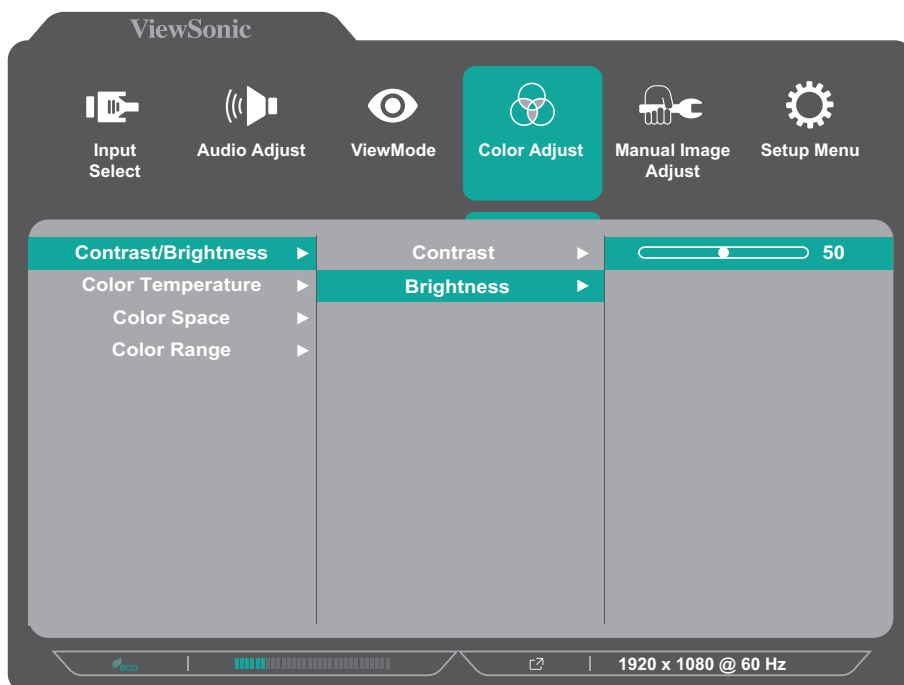 ViewSonic
Input
Select
Audio Adjust
ViewMode
Color Adjust
Manual Image
Adjust
Setup Menu
Contrast/Brightness
Contrast
50
Color Temperature
Brightness
Color Space
Color Range
eco
1920 x 1080 @ 60 Hz